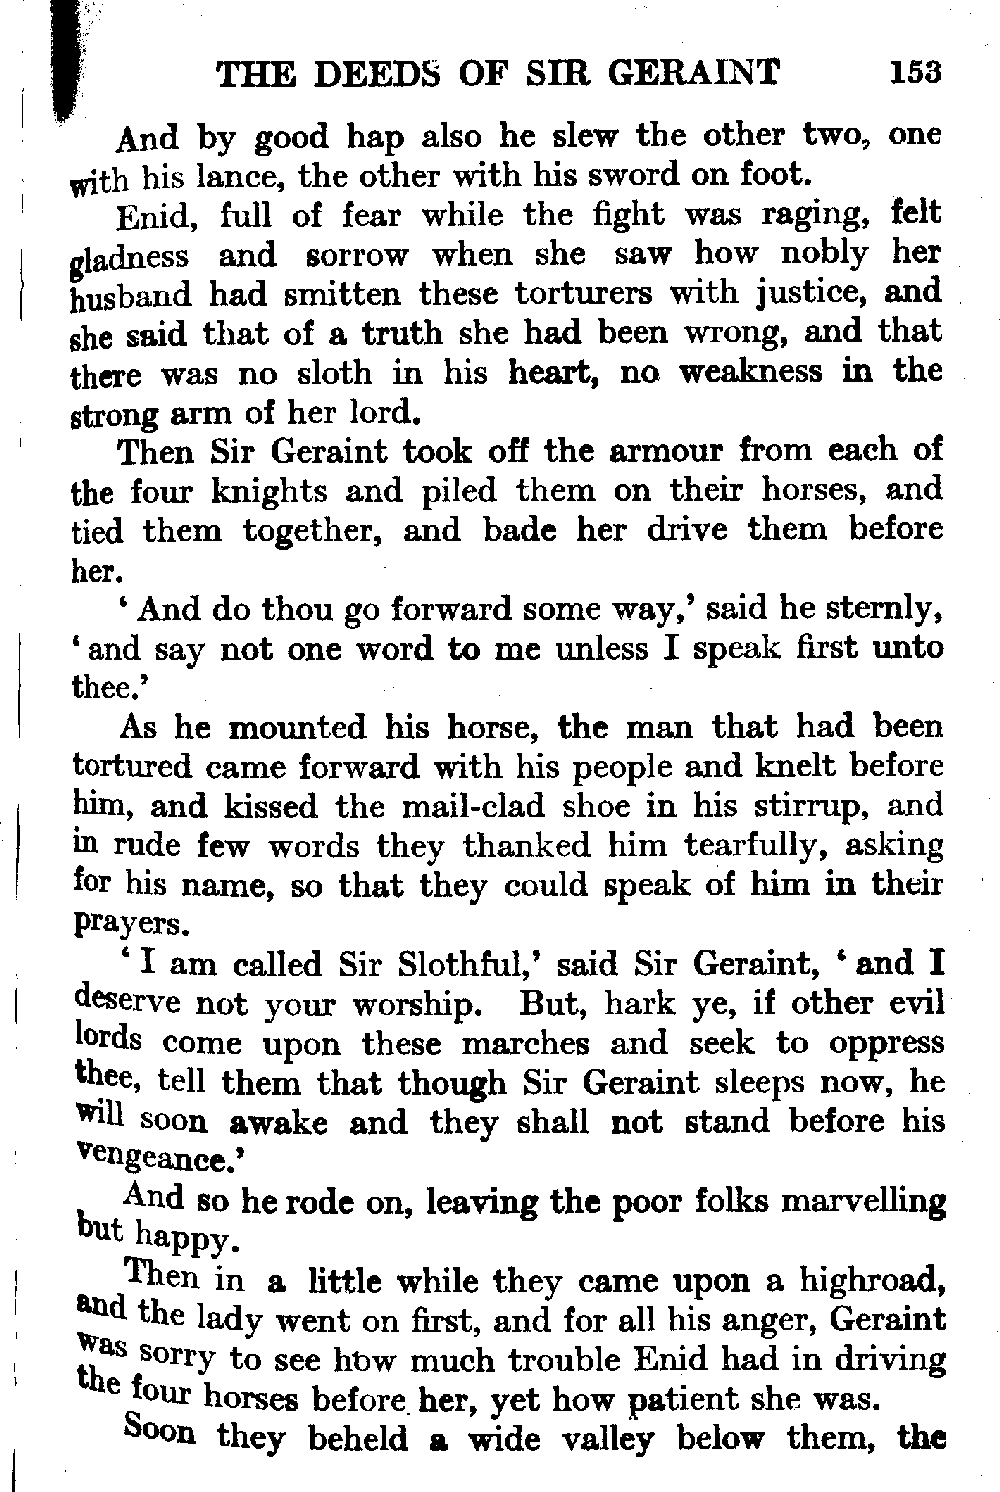 THE DEEDS OF SIR GERAINT 153
And by good hap also he slew the other two, one
with his lance, the other with his sword on foot.
Enid, full of fear while the fight was raging, felt
gladness and sorrow when she saw how nobly her
husband had smitten these torturers with justice, and
she said that of a truth she had been wrong, and that
there was no sloth in his heart, no weakness in the
strong arm of her lord.
Then Sir Geraint took off the armour from each of
the four knights and piled them on their horses, and
tied them together, and bade her drive them before
her.
‘ And do thou go forward some way,’ said he sternly,
‘ and say not one word to me unless I speak first unto
thee.’
As he mounted his horse, the man that had been
tortured came forward with his people and knelt before
him, and kissed the mail-clad shoe in his stirrup, and
in rude few words they thanked him tearfully, asking
for his name, so that they could speak of him in their
prayers.
‘ I am called Sir Slothful,’ said Sir Geraint, ‘ and I
deserve not your worship. But, hark ye, if other evil
lords come upon these marches and seek to oppress
thee, tell them that though Sir Geraint sleeps now, he
will soon awake and they shall not stand before his
vengeance.’
And so he rode on, leaving the poor folks marvelling
but happy.
Then in a little while they came upon a highroad,
and the lady went on first, and for all his anger, Geraint
was sorry to see how much trouble Enid had in driving
the four horses before her, yet how patient she was.
Soon they beheld a wide valley below them, the